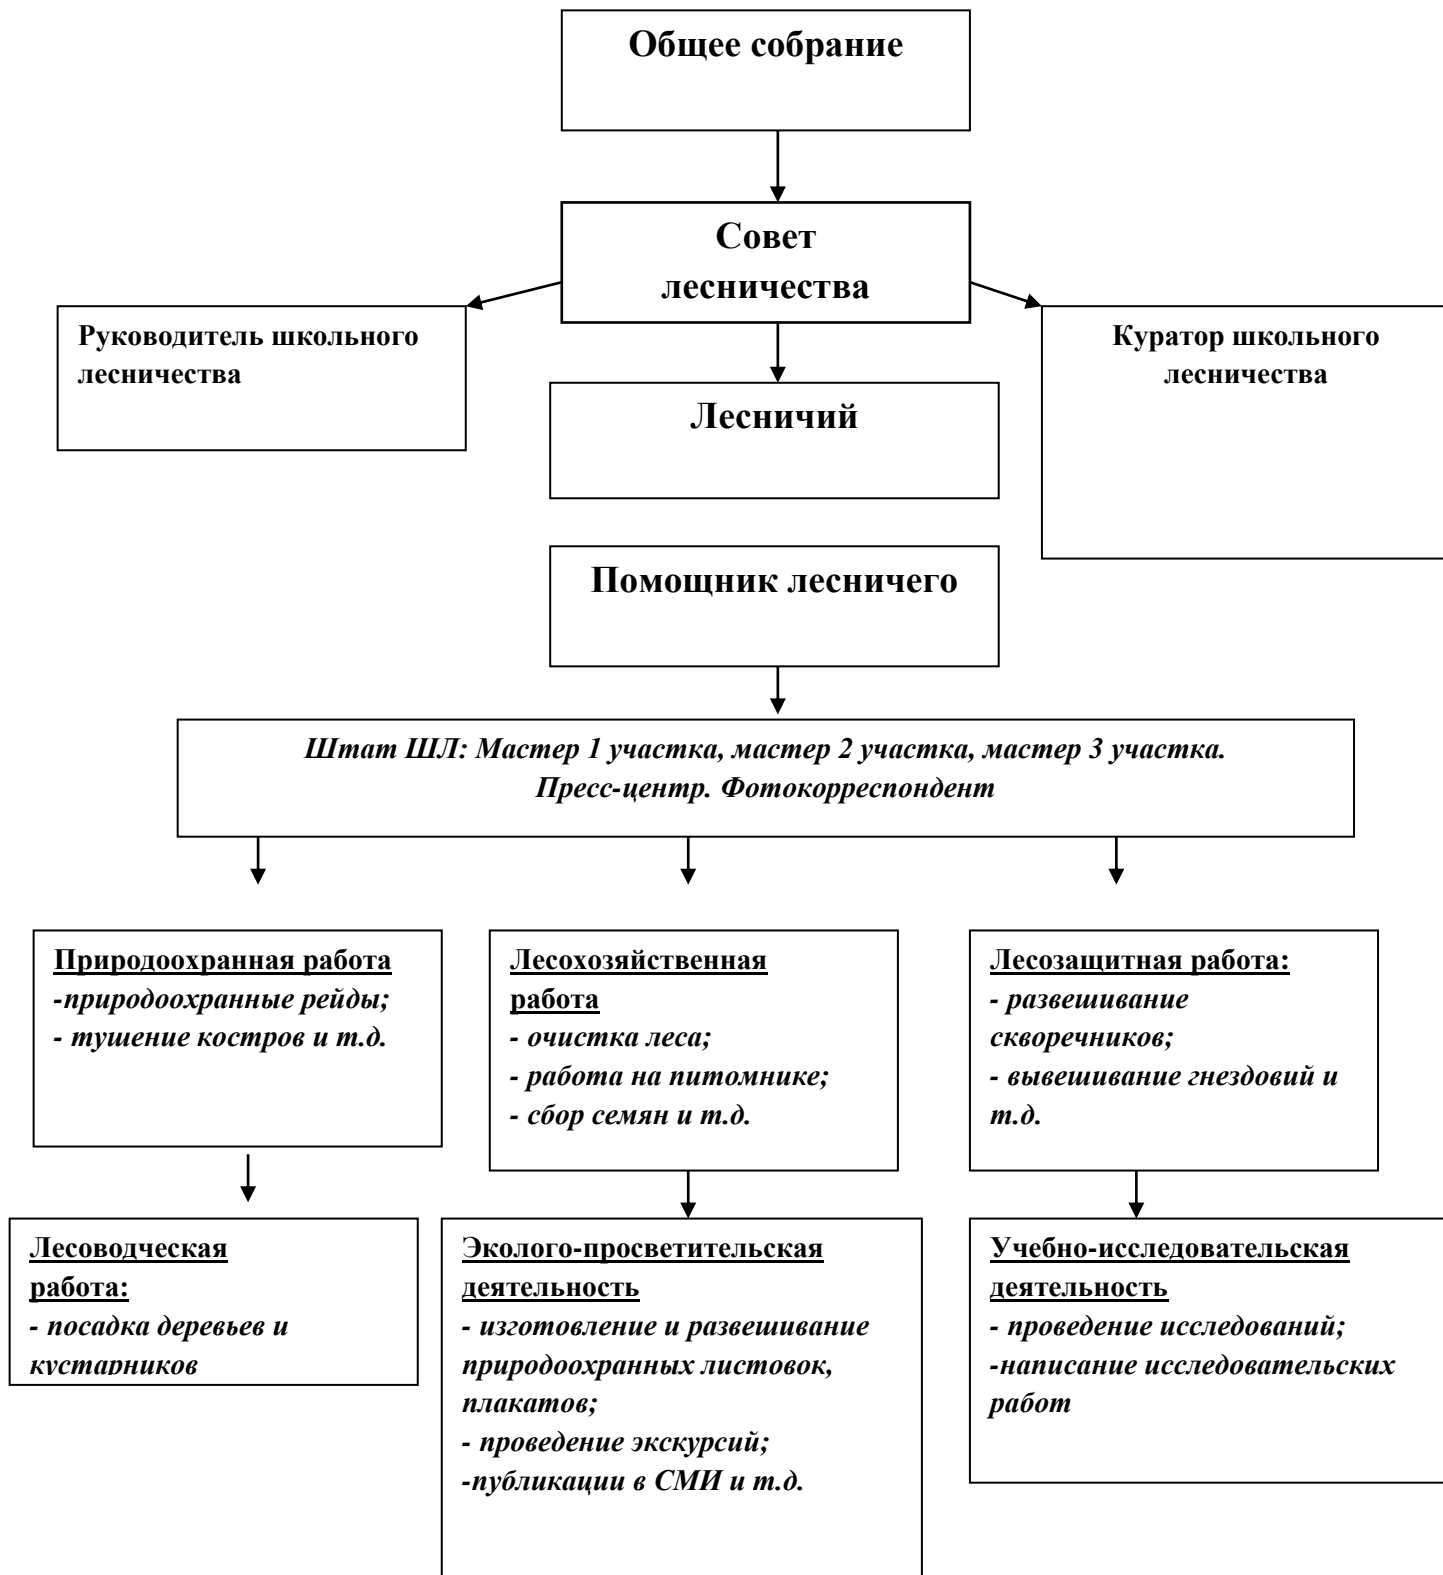 Общее собрание
Совет
лесничества
Руководитель школьного
лесничества
Куратор школьного
лесничества
Лесничий
Помощник лесничего
Штат ШЛ: Мастер 1 участка, мастер 2 участка, мастер 3 участка.
Пресс-центр. Фотокорреспондент
Природоохранная работа
-природоохранные рейды;
- тушение костров и т.д.
Лесохозяйственная
работа
- очистка леса;
- работа на питомнике;
- сбор семян и т.д.
Лесозащитная работа:
- развешивание
скворечников;
- вывешивание гнездовий и
т.д.
Лесоводческая
работа:
- посадка деревьев и
кустарников
Эколого-просветительская
деятельность
- изготовление и развешивание
природоохранных листовок,
плакатов;
- проведение экскурсий;
-публикации в СМИ и т.д.
Учебно-исследовательская
деятельность
- проведение исследований;
-написание исследовательских
работ